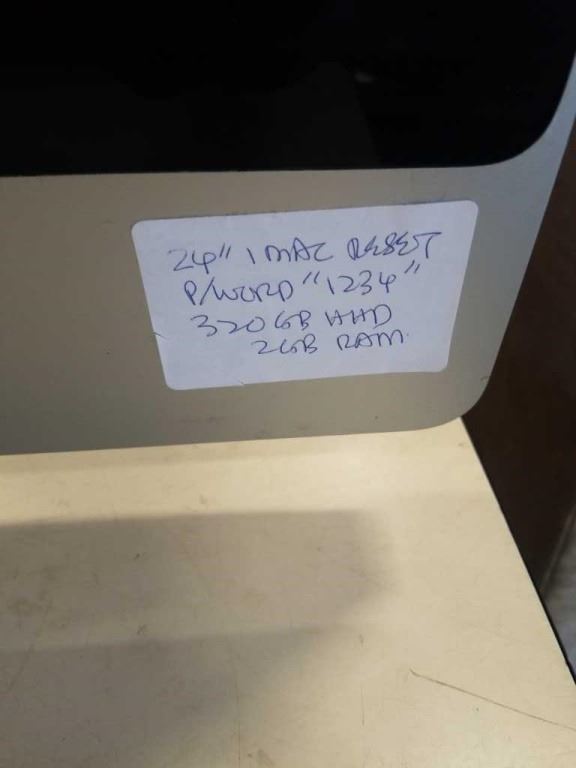 24" IMAC RESET
P/WORD "1234"
320GB HHD
2GB RAM.